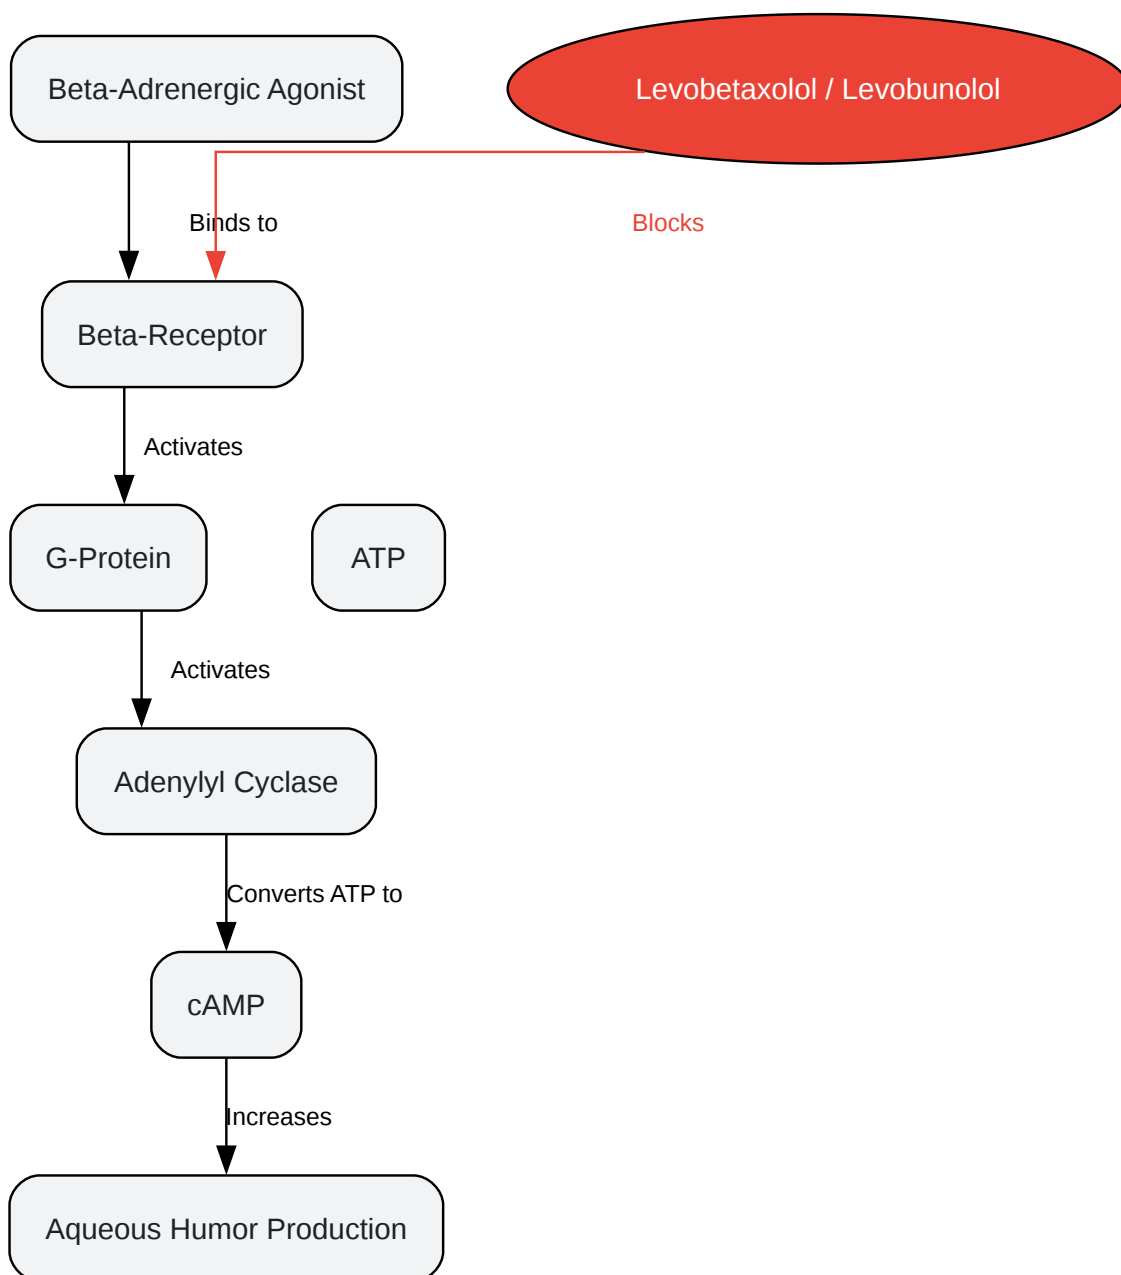 Beta-Adrenergic Agonist
Levobetaxolol / Levobunolol
Binds to
Blocks
Beta-Receptor
Activates
G-Protein
ATP
Activates
Adenylyl Cyclase
Converts ATP to
cAMP
Increases
Aqueous Humor Production